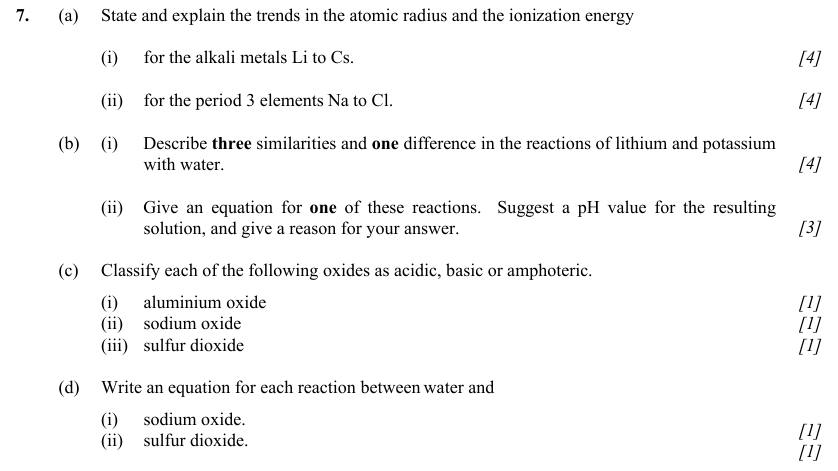 7. (a) State and explain the trends in the atomic radius and the ionization energy
(i) for the alkali metals Li to Cs. [4]
(ii) for the period 3 elements Na to Cl. [4]
(b) (i) Describe three similarities and one difference in the reactions of lithium and potassium
with water. [4]
(ii) Give an equation for one of these reactions. Suggest a pH value for the resulting
solution, and give a reason for your answer. [3]
(c) Classify each of the following oxides as acidic, basic or amphoteric.
(i) aluminium oxide [1]
(ii) sodium oxide [1]
(iii) sulfur dioxide [1]
(d) Write an equation for each reaction between water and
(i) sodium oxide. [1]
(ii) sulfur dioxide. [1]